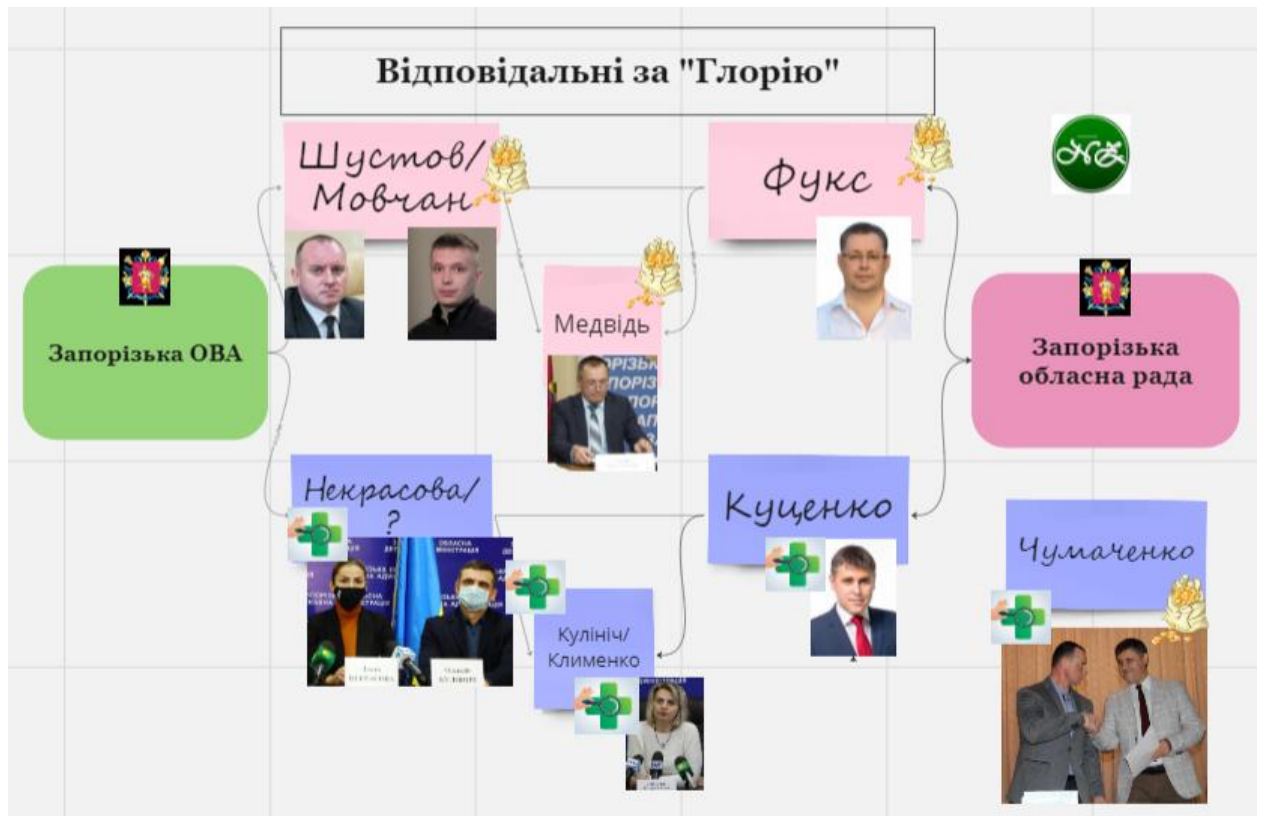 Відповідальні за "Глорію"
Шустов/
Мовчан
Фукс
Медвідь
Запорізька ОВА
Запорізька
обласна рада
Некрасова/
?
Куценко
Чумаченко
Кулініч/
Клименко